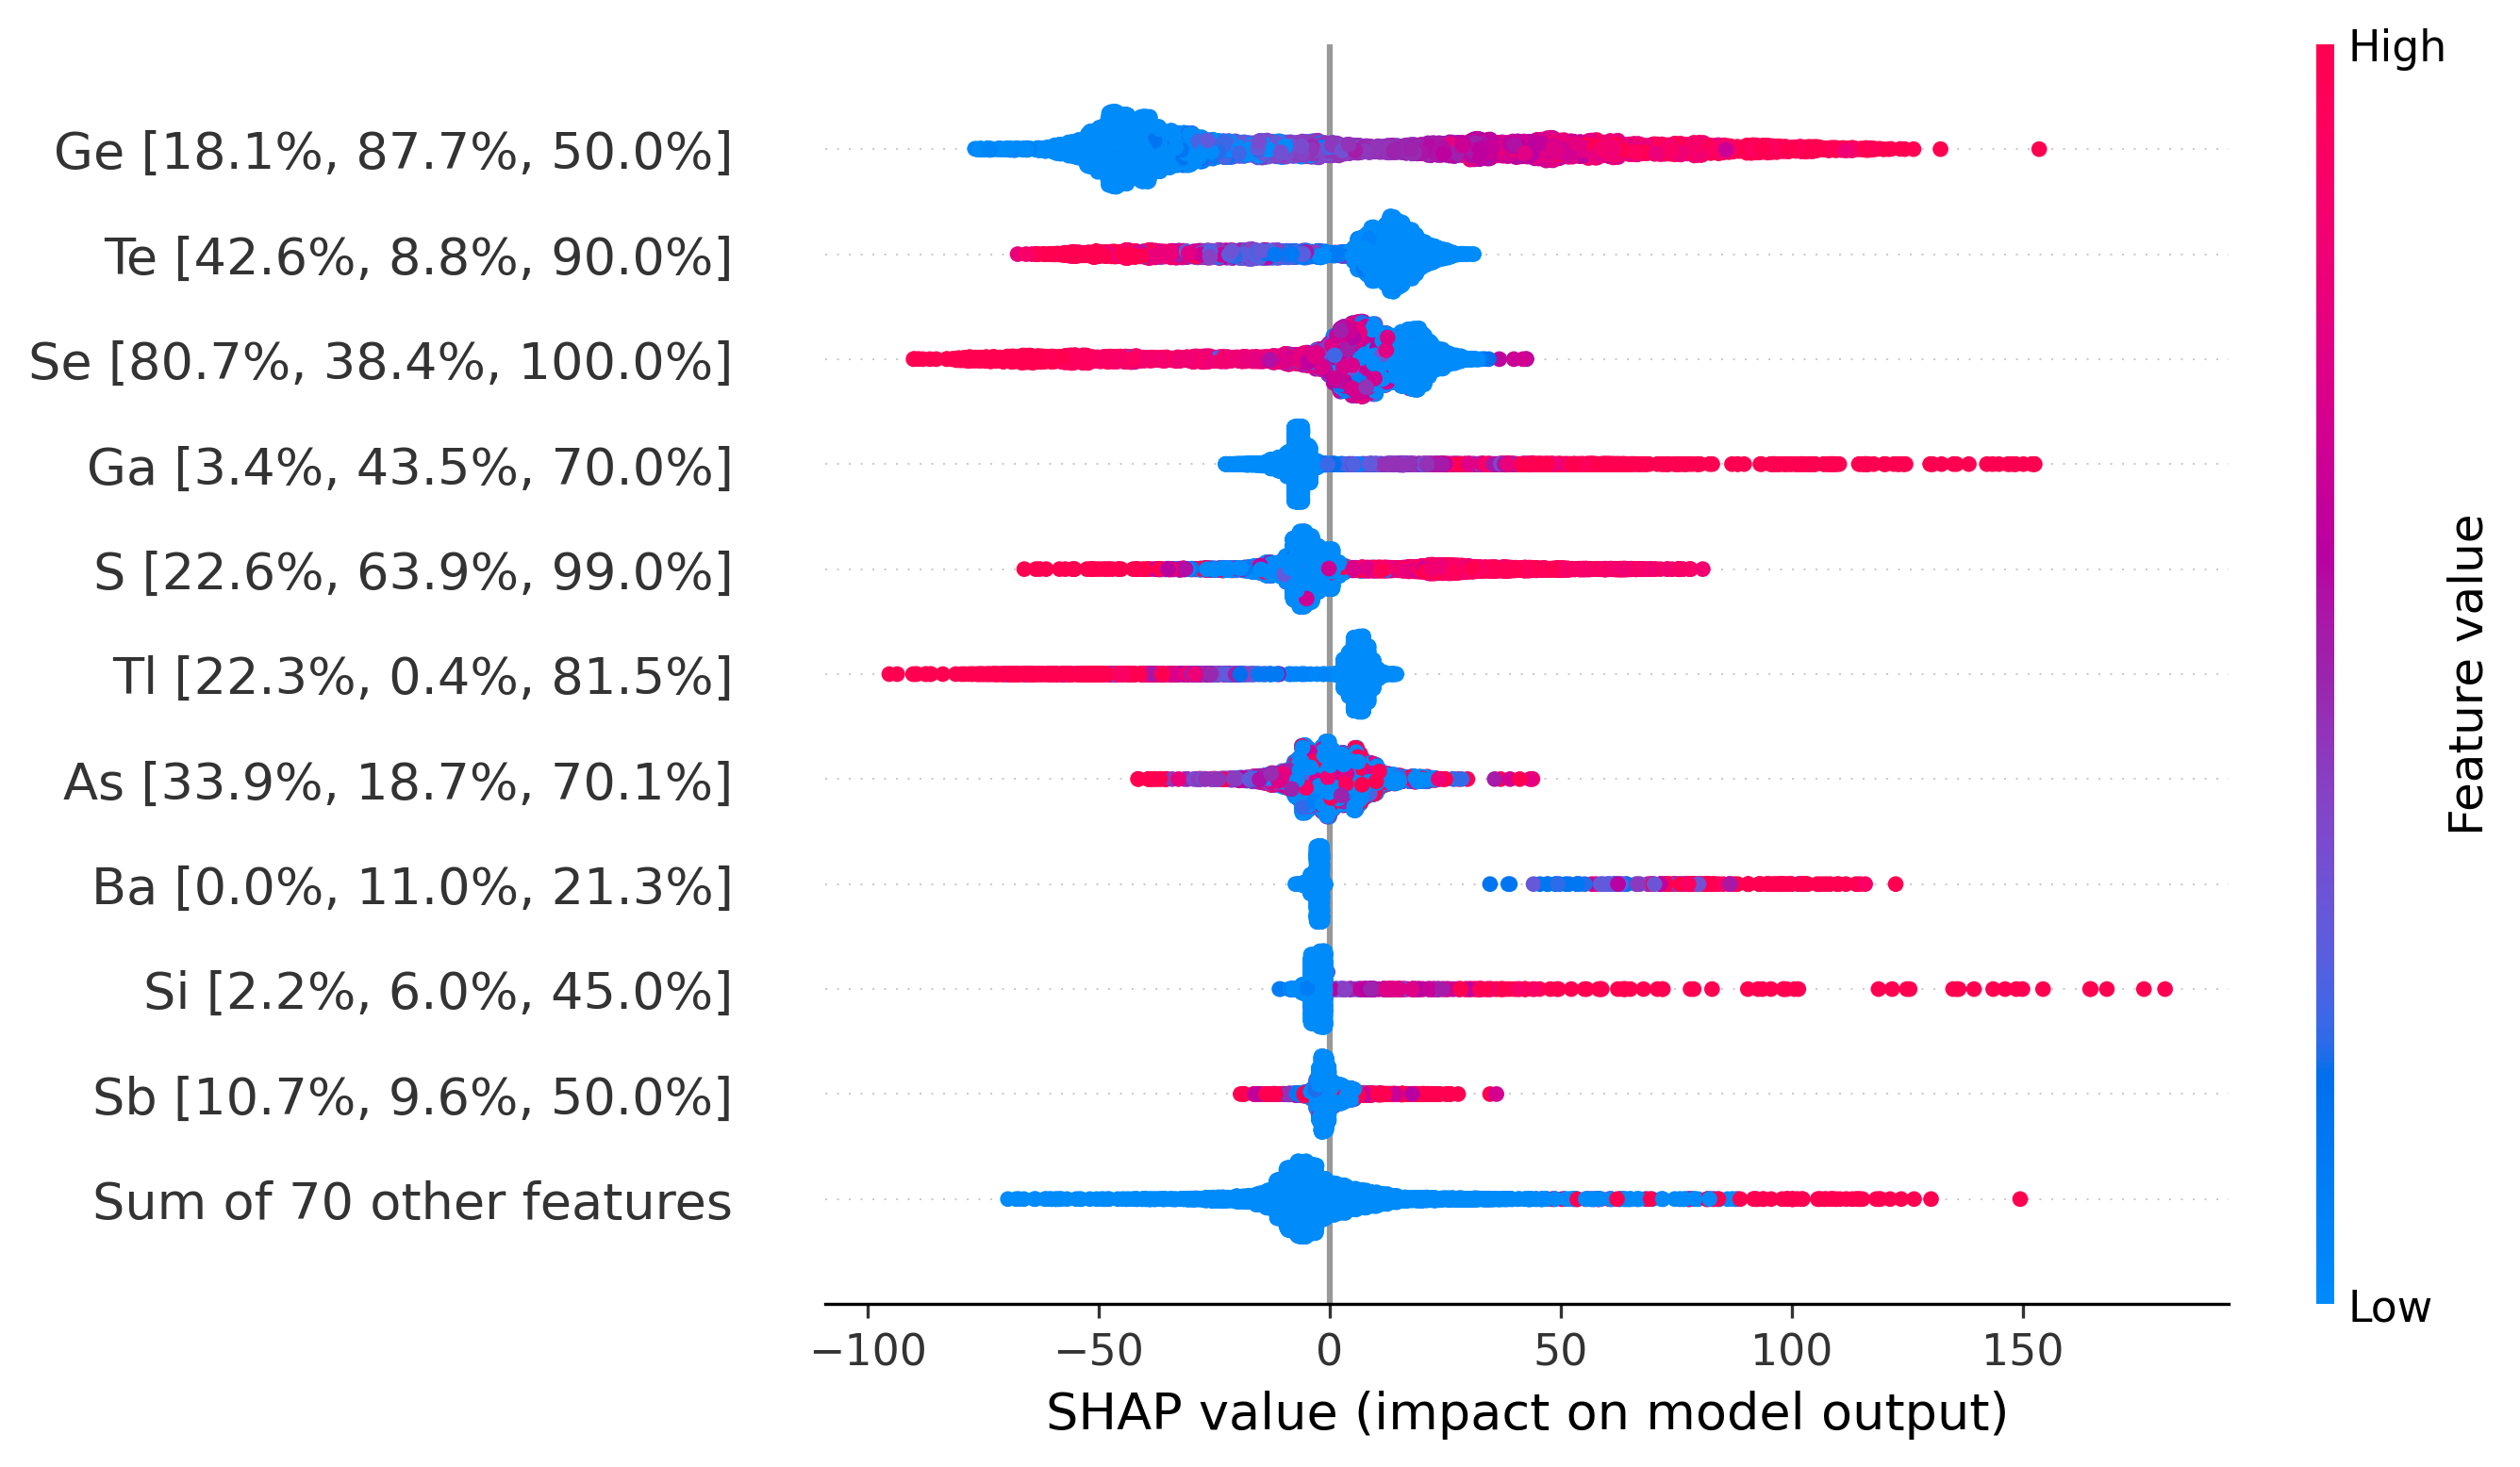 High
Ge [18.1%, 87.7%, 50.0%]
Te [42.6%, 8.8%, 90.0%]
Se [80.7%, 38.4%, 100.0%]
Ga [3.4%, 43.5%, 70.0%]
S [22.6%, 63.9%, 99.0%]
Tl [22.3%, 0.4%, 81.5%]
As [33.9%, 18.7%, 70.1%]
Ba [0.0%, 11.0%, 21.3%]
Si [2.2%, 6.0%, 45.0%]
Sb [10.7%, 9.6%, 50.0%]
Sum of 70 other features
Feature value
Low
−100 −50 0 50 100 150
SHAP value (impact on model output)